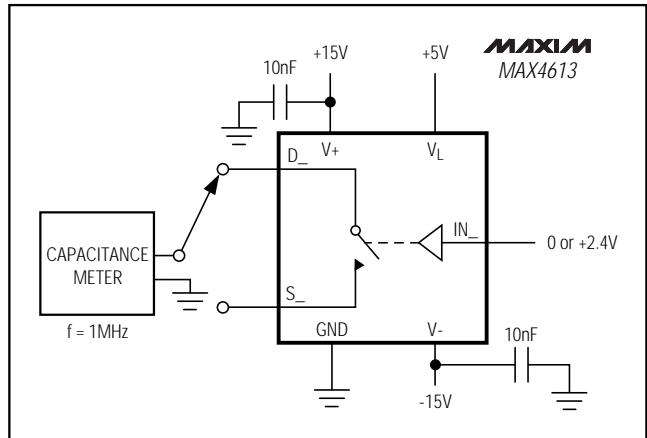 +15V
+5V
MAXIM
MAX4613
10nF
D_
V+
VL
CAPACITANCE
METER
f = 1MHz
IN_
0 or +2.4V
S_
GND
V-
10nF
-15V